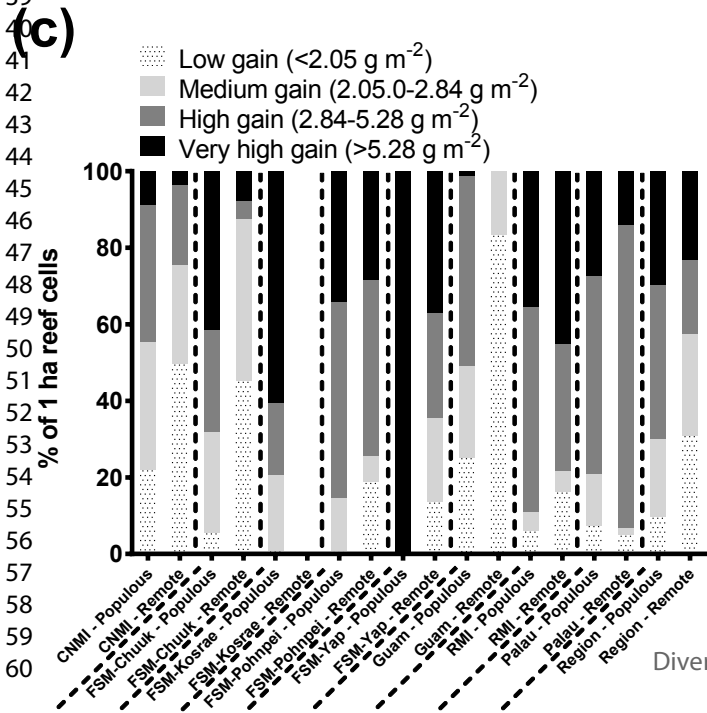 39
40
(c)
41
42
43
44
45
46
47
48
49
50
51
52
53
54
55
56
57
58
59
60
Low gain (<2.05 g m-2)
Medium gain (2.05.0-2.84 g m-2)
High gain (2.84-5.28 g m-2)
Very high gain (>5.28 g m-2)
% of 1 ha reef cells
100
80
60
40
20
0
CNMI - Populous
CNMI - Remote
FSM-Chuuk - Populous
FSM-Chuuk - Remote
FSM-Kosrae - Populous
FSM-Kosrae - Remote
FSM-Pohnpei - Populous
FSM-Pohnpei - Remote
FSM-Yap - Populous
FSM-Yap - Remote
Guam - Populous
Guam - Remote
RMI - Populous
RMI - Remote
Palau - Populous
Palau - Remote
Region - Populous
Region - Remote
Diver